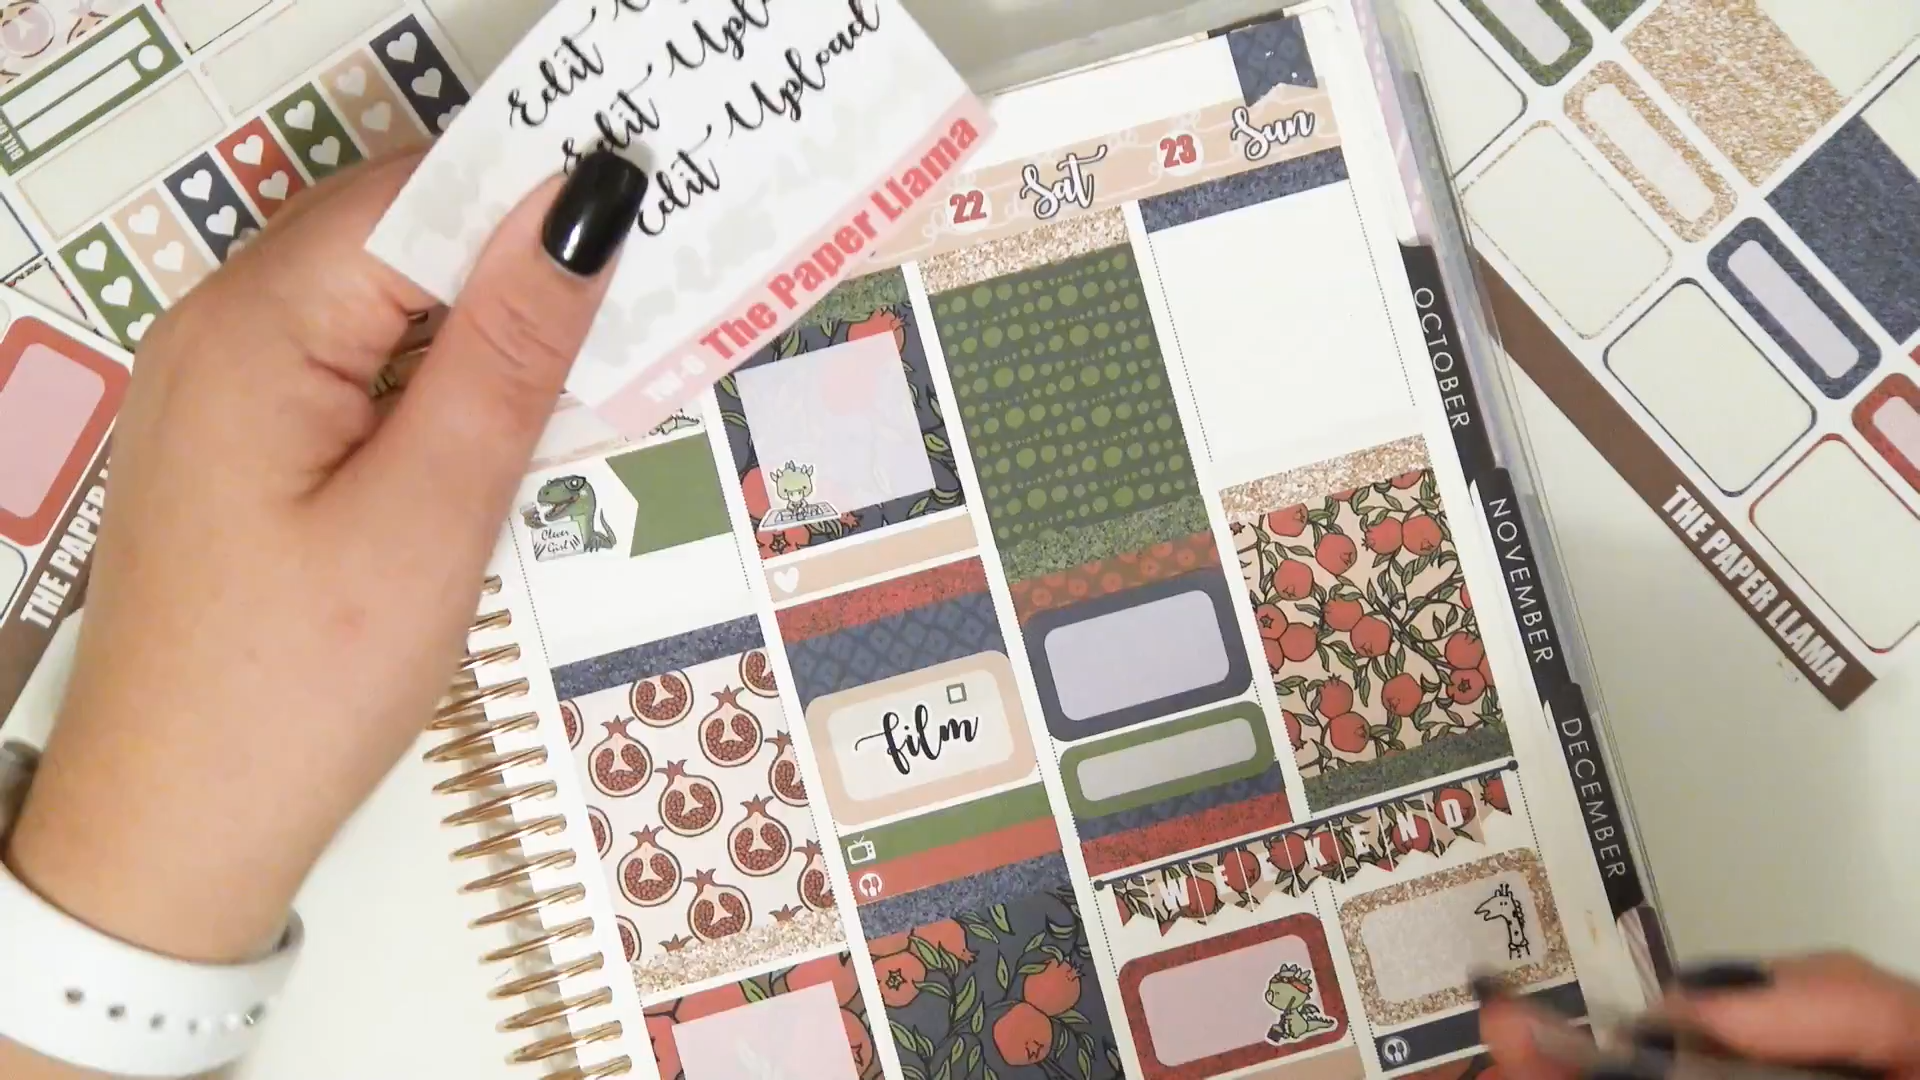 Edit
Edit Upload
Edit Upload
The Paper Llama
22 Sat 23 Sun
OCTOBER
NOVEMBER
DECEMBER
Clever
Girl
film
WEEKEND
THE PAPER
THE PAPER LLAMA